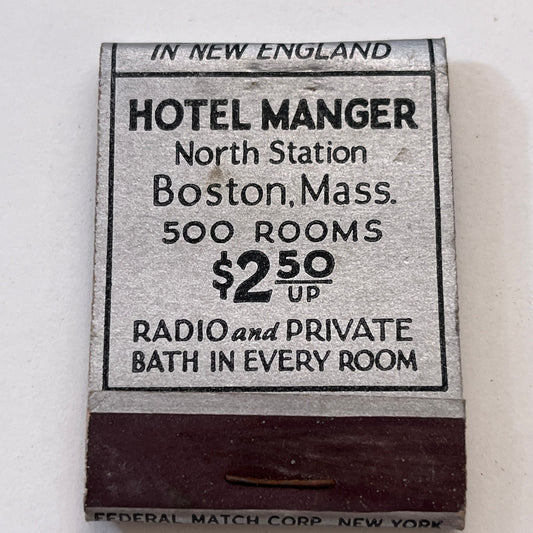 IN NEW ENGLAND
HOTEL MANGER
North Station
Boston, Mass.
500 ROOMS
$2 50 UP
RADIO and PRIVATE
BATH IN EVERY ROOM
FEDERAL MATCH CORP. NEW YORK